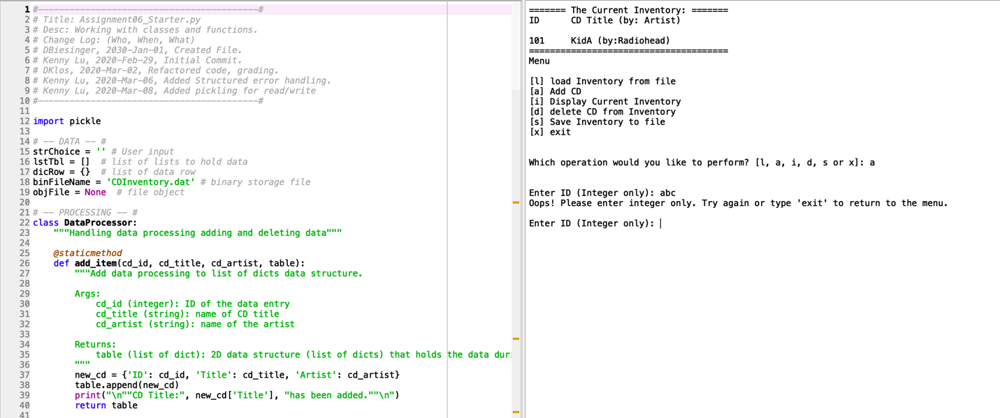 1 #------------------------------------------#
2 # Title: Assignment06_Starter.py
3 # Desc: Working with classes and functions.
4 # Change Log: (Who, When, What)
5 # DBiesinger, 2030-Jan-01, Created File.
6 # Kenny Lu, 2020-Feb-29, Initial Commit.
7 # DKlos, 2020-Mar-02, Refactored code, grading.
8 # Kenny Lu, 2020-Mar-06, Added Structured error handling.
9 # Kenny Lu, 2020-Mar-08, Added pickling for read/write
10 #------------------------------------------#
11
12 import pickle
13
14 # -- DATA -- #
15 strChoice = '' # User input
16 lstTbl = []  # list of lists to hold data
17 dicRow = {}  # list of data row
18 binFileName = 'CDInventory.dat' # binary storage file
19 objFile = None  # file object
20
21 # -- PROCESSING -- #
22 class DataProcessor:
23     """Handling data processing adding and deleting data"""
24
25     @staticmethod
26     def add_item(cd_id, cd_title, cd_artist, table):
27         """Add data processing to list of dicts data structure.
28
29         Args:
30             cd_id (integer): ID of the data entry
31             cd_title (string): name of CD title
32             cd_artist (string): name of the artist
33
34         Returns:
35             table (list of dict): 2D data structure (list of dicts) that holds the data dur
36         """
37         new_cd = {'ID': cd_id, 'Title': cd_title, 'Artist': cd_artist}
38         table.append(new_cd)
39         print("\n""CD Title:", new_cd['Title'], "has been added.""\n")
40         return table
41
======= The Current Inventory: =======
ID      CD Title (by: Artist)
101     KidA (by:Radiohead)
======================================
Menu
[l] load Inventory from file
[a] Add CD
[i] Display Current Inventory
[d] delete CD from Inventory
[s] Save Inventory to file
[x] exit
Which operation would you like to perform? [l, a, i, d, s or x]: a
Enter ID (Integer only): abc
Oops! Please enter integer only. Try again or type 'exit' to return to the menu.
Enter ID (Integer only):